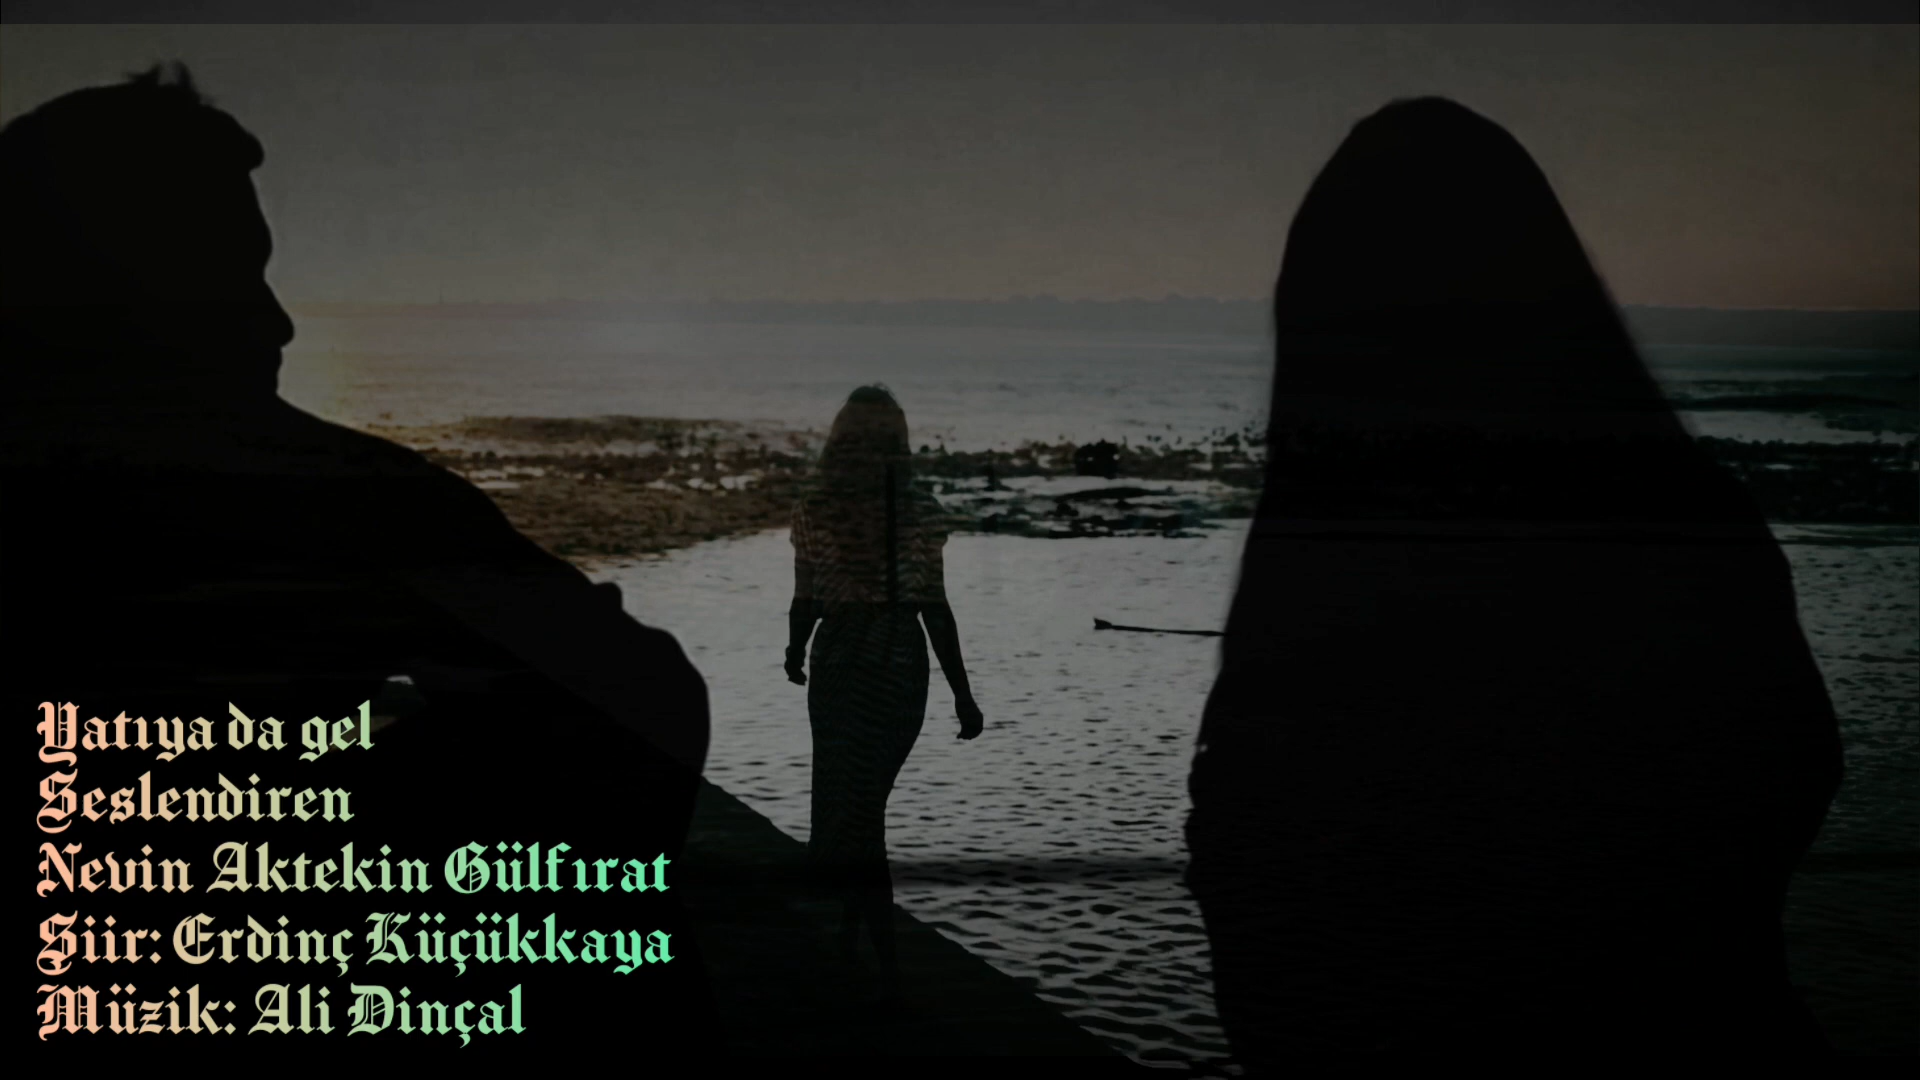 Yatıya da gel
Seslendiren
Nevin Aktekin Gülfırat
Şiir: Erdinç Küçükkaya
Müzik: Ali Dinçal